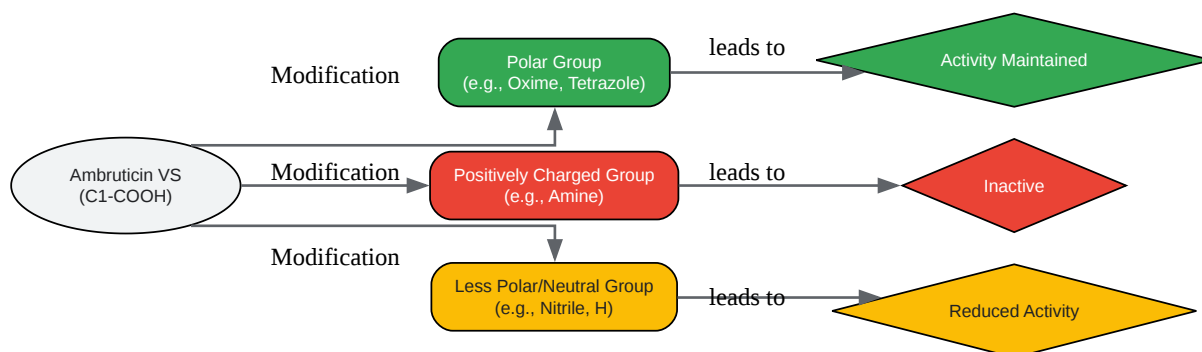 Ambruticin VS
(C1-COOH)
Modification
Polar Group
(e.g., Oxime, Tetrazole)
leads to
Activity Maintained
Modification
Positively Charged Group
(e.g., Amine)
leads to
Inactive
Modification
Less Polar/Neutral Group
(e.g., Nitrile, H)
leads to
Reduced Activity